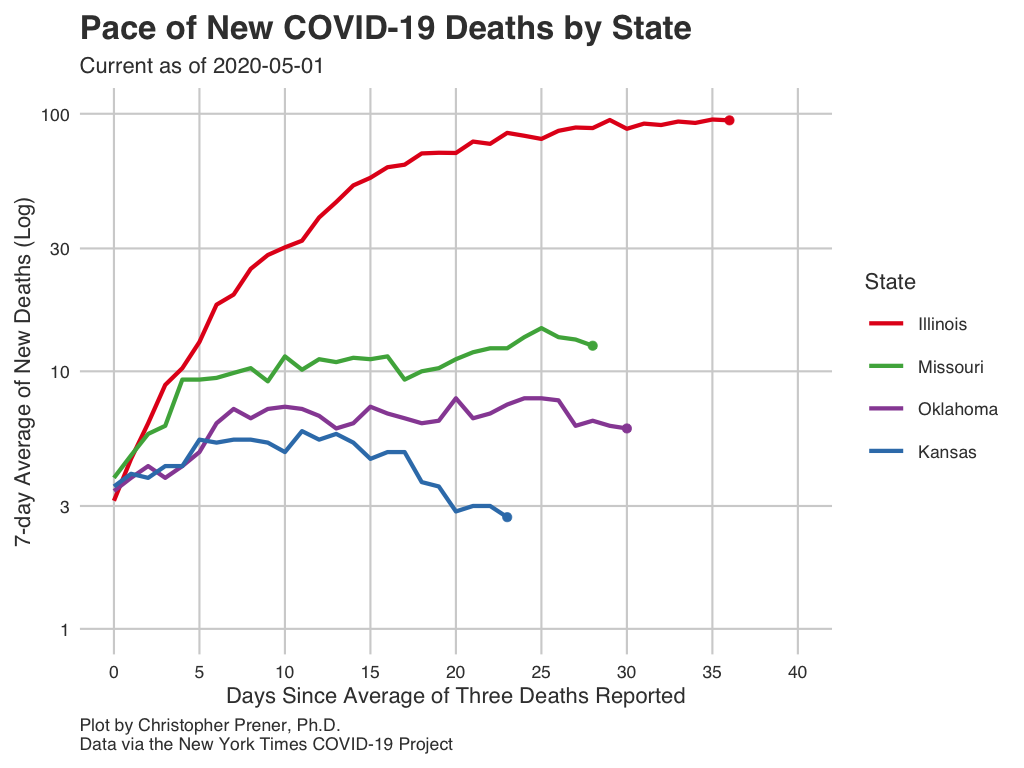 Pace of New COVID-19 Deaths by State
Current as of 2020-05-01
7-day Average of New Deaths (Log)
100
30
10
3
1
0 5 10 15 20 25 30 35 40
Days Since Average of Three Deaths Reported
State
Illinois
Missouri
Oklahoma
Kansas
Plot by Christopher Prener, Ph.D.
Data via the New York Times COVID-19 Project